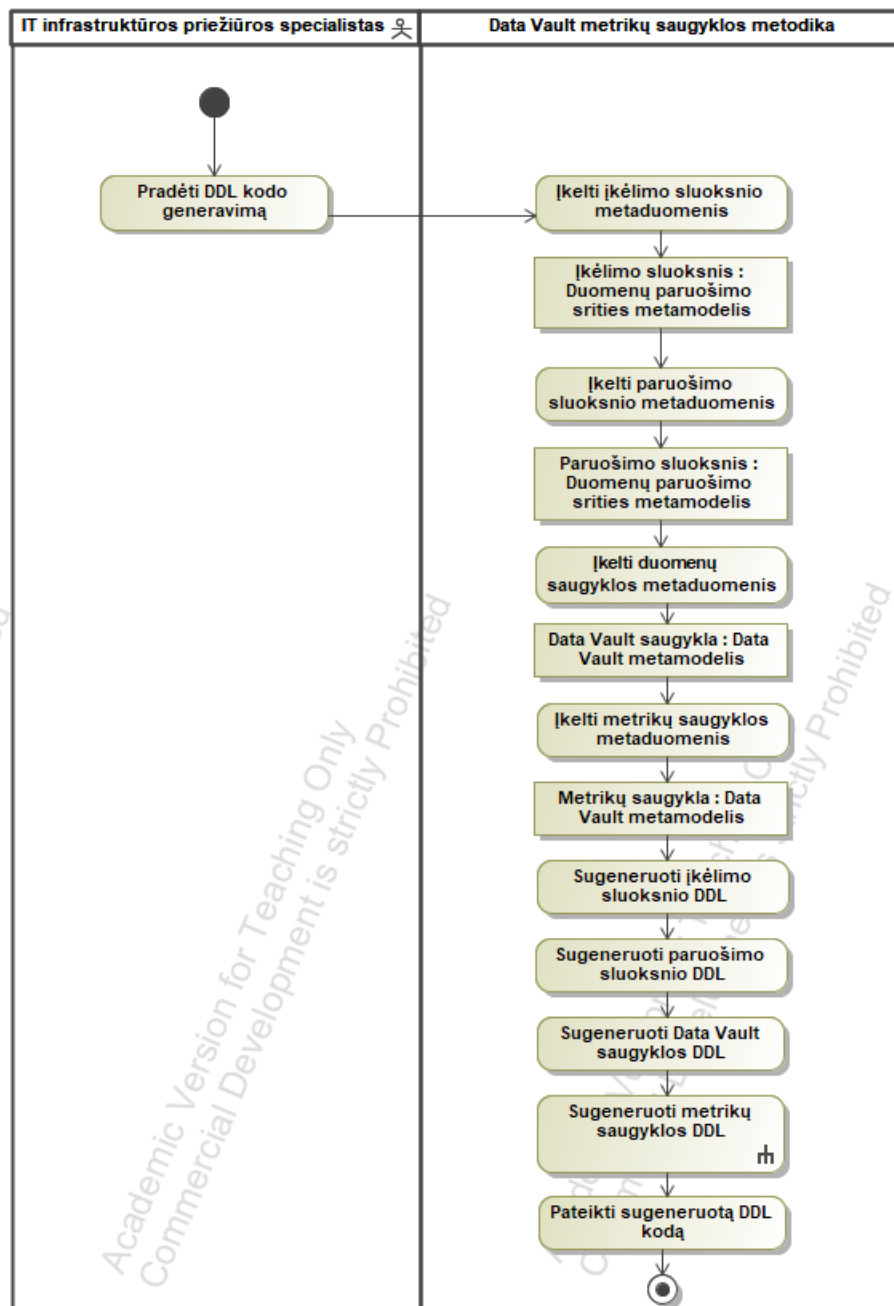 IT infrastruktūros priežiūros specialistas
Data Vault metrikų saugyklos metodika
Pradėti DDL kodo
generavimą
Įkelti įkėlimo sluoksnio
metaduomenis
Įkėlimo sluoksnis :
Duomenų paruošimo
srities metamodelis
Įkelti paruošimo
sluoksnio metaduomenis
Paruošimo sluoksnis :
Duomenų paruošimo
srities metamodelis
Įkelti duomenų
saugyklos metaduomenis
Data Vault saugykla : Data
Vault metamodelis
Įkelti metrikų saugyklos
metaduomenis
Metrikų saugykla : Data
Vault metamodelis
Sugeneruoti įkėlimo
sluoksnio DDL
Sugeneruoti paruošimo
sluoksnio DDL
Sugeneruoti Data Vault
saugyklos DDL
Sugeneruoti metrikų
saugyklos DDL
Pateikti sugeneruotą DDL
kodą
Academic Version for Teaching Only
Commercial Development is strictly Prohibited